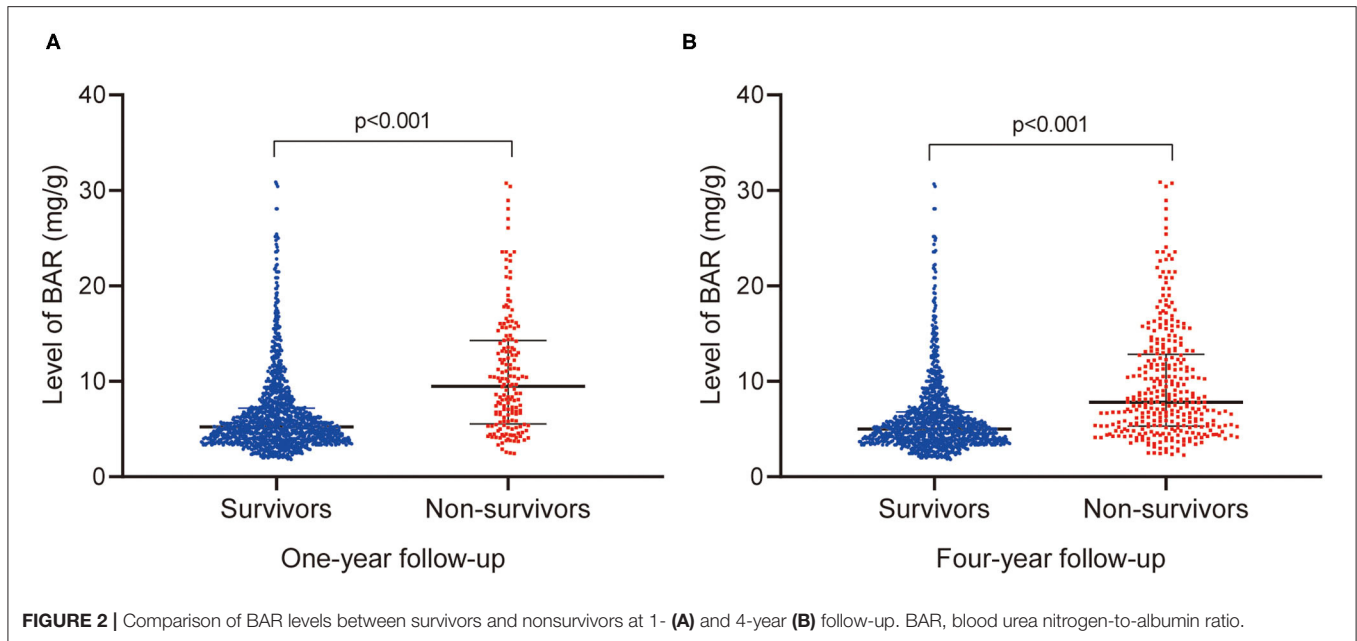 A
B
40
30
20
10
0
Level of BAR (mg/g)
p<0.001
Survivors
Non-survivors
One-year follow-up
40
30
20
10
0
Level of BAR (mg/g)
p<0.001
Survivors
Non-survivors
Four-year follow-up
FIGURE 2 | Comparison of BAR levels between survivors and nonsurvivors at 1- (A) and 4-year (B) follow-up. BAR, blood urea nitrogen-to-albumin ratio.